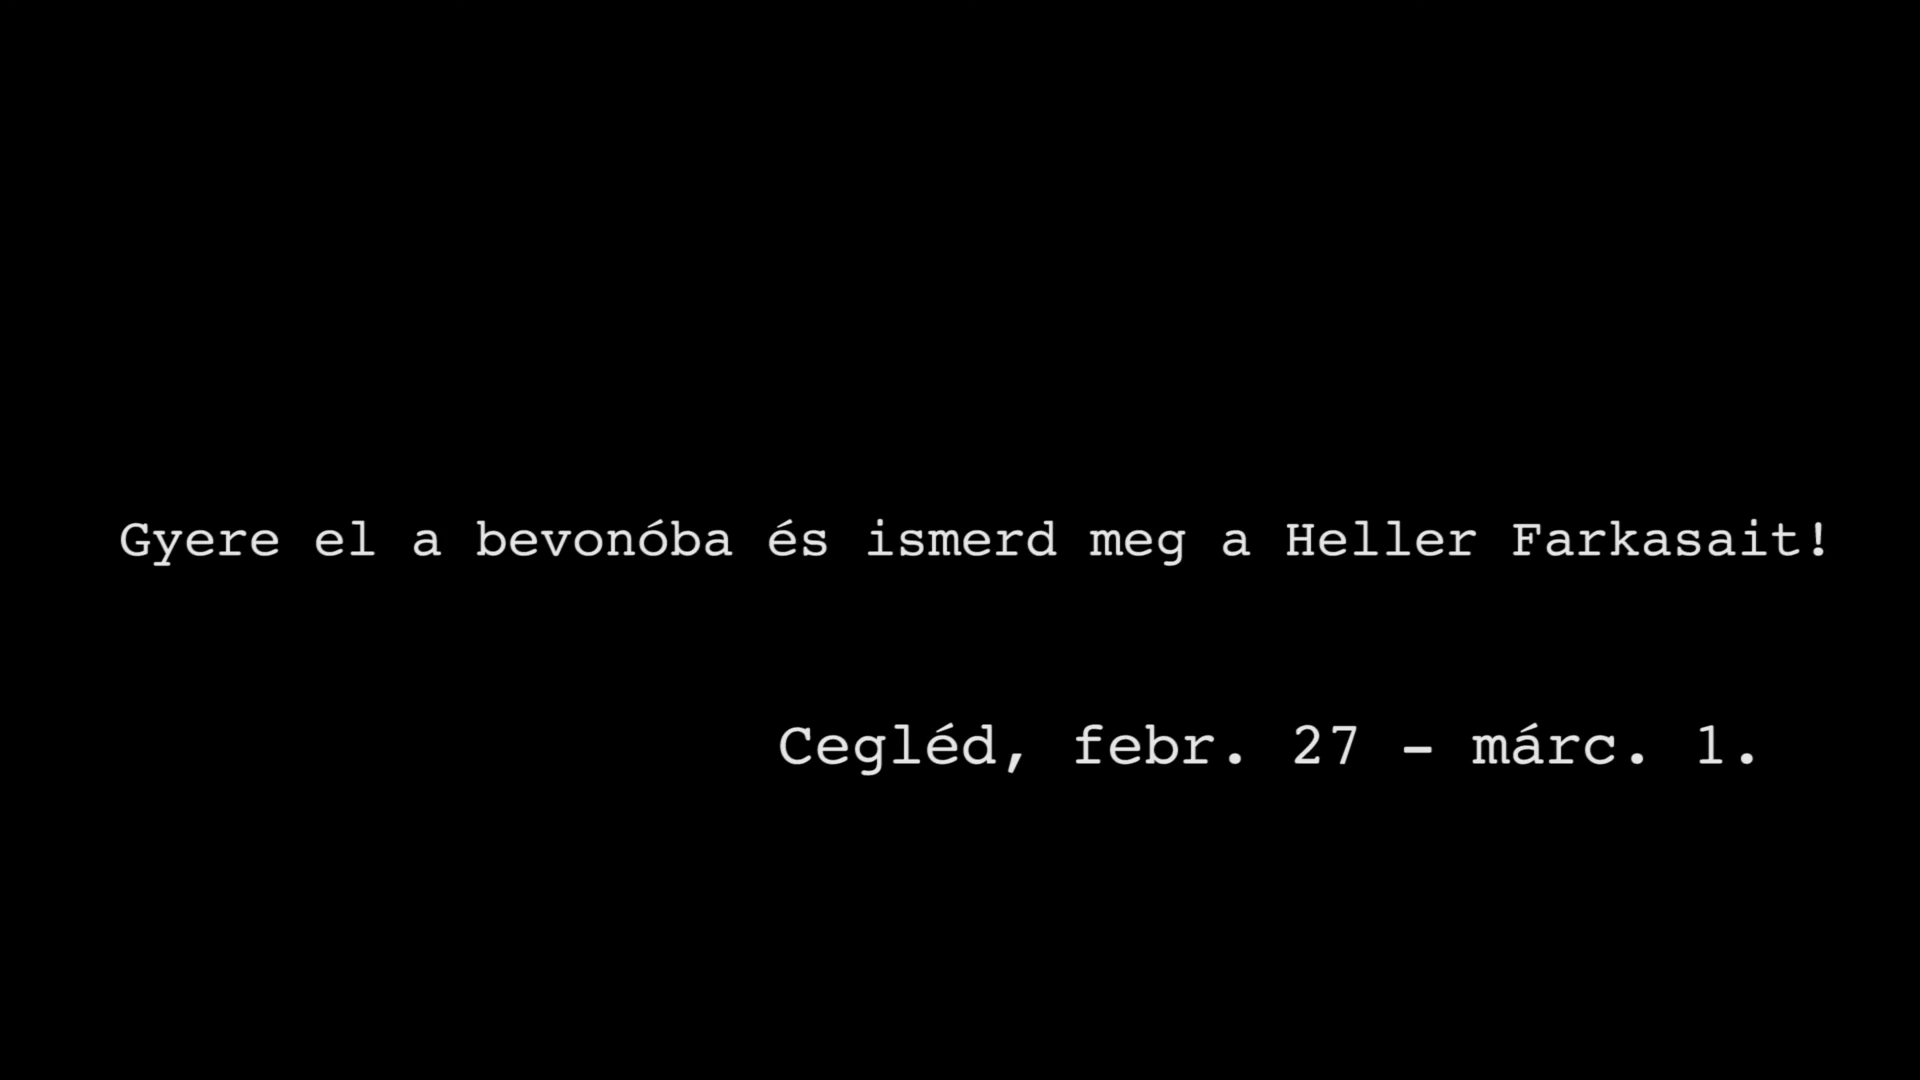 Gyere el a bevonóba és ismerd meg a Heller Farkasait!
Cegléd, febr. 27 – márc. 1.